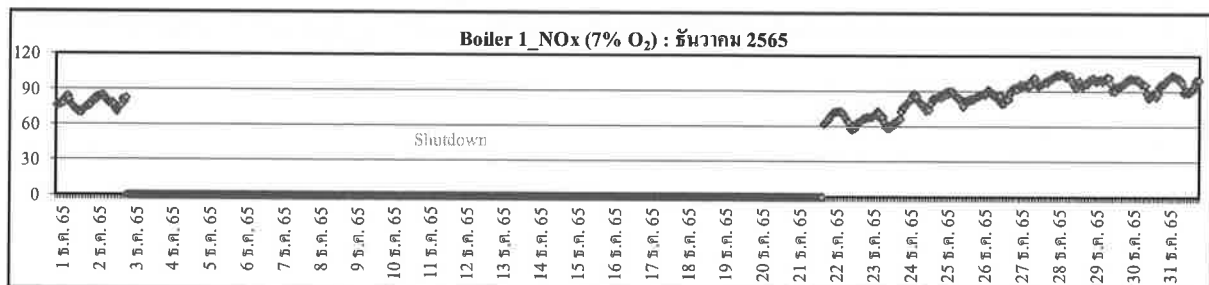 Boiler 1_NOx (7% O₂) : ธันวาคม 2565
120
90
60
30
0
Shutdown
1 ธ.ค. 65
2 ธ.ค. 65
3 ธ.ค. 65
4 ธ.ค. 65
5 ธ.ค. 65
6 ธ.ค. 65
7 ธ.ค. 65
8 ธ.ค. 65
9 ธ.ค. 65
10 ธ.ค. 65
11 ธ.ค. 65
12 ธ.ค. 65
13 ธ.ค. 65
14 ธ.ค. 65
15 ธ.ค. 65
16 ธ.ค. 65
17 ธ.ค. 65
18 ธ.ค. 65
19 ธ.ค. 65
20 ธ.ค. 65
21 ธ.ค. 65
22 ธ.ค. 65
23 ธ.ค. 65
24 ธ.ค. 65
25 ธ.ค. 65
26 ธ.ค. 65
27 ธ.ค. 65
28 ธ.ค. 65
29 ธ.ค. 65
30 ธ.ค. 65
31 ธ.ค. 65